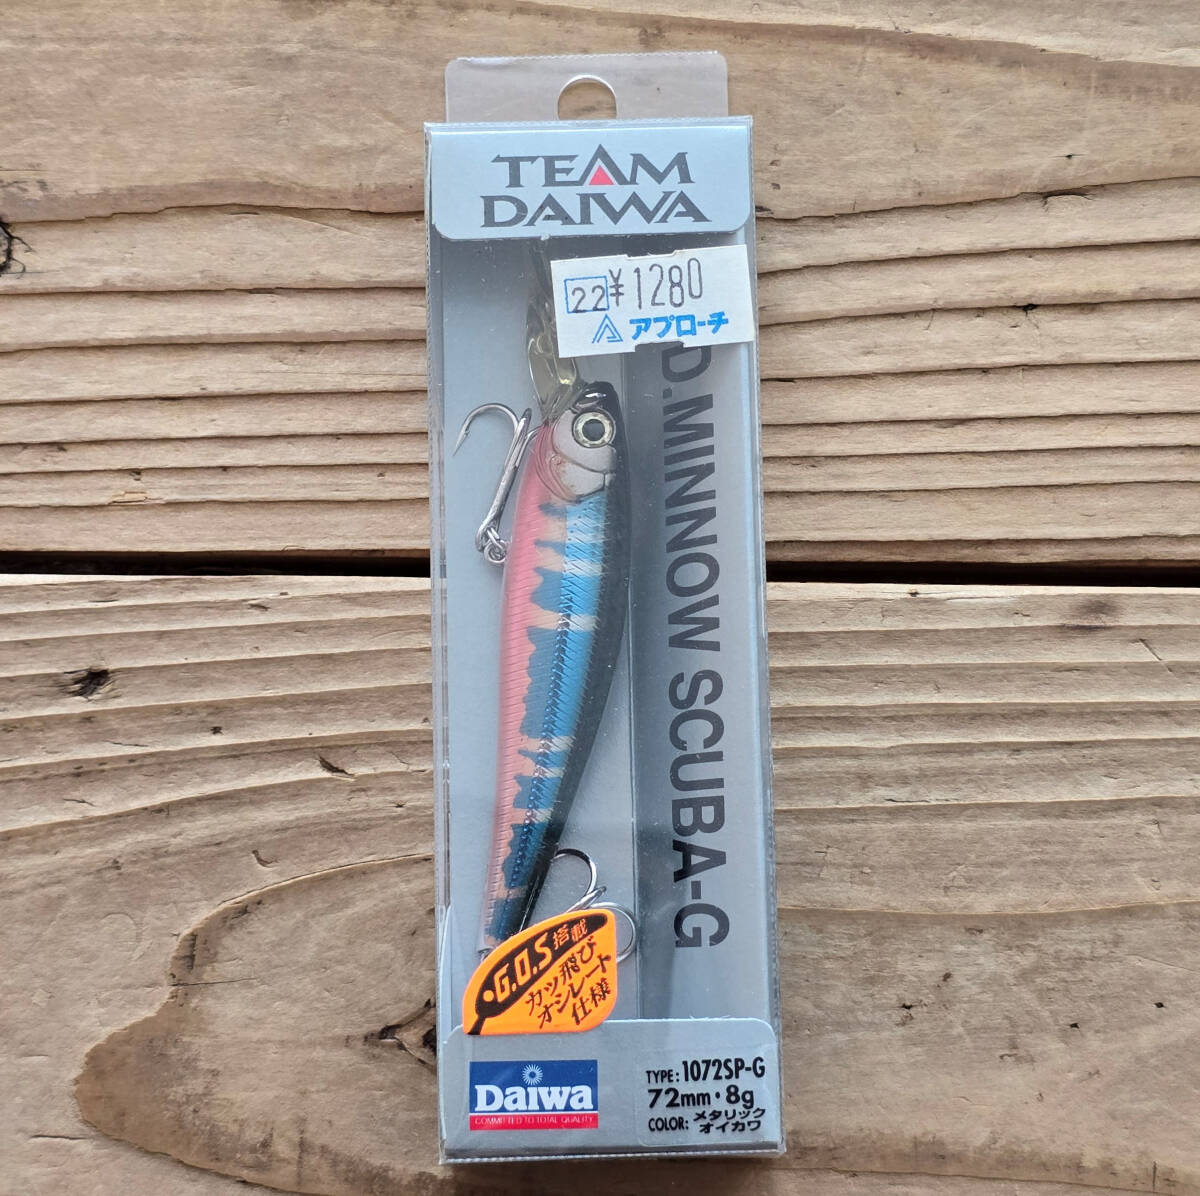 TEAM
DAIWA
22 ¥1280
アプローチ
D.MINNOW SCUBA-G
G.O.S搭載
カッ飛び
オシレート
仕様
Daiwa
COMMITTED TO TOTAL QUALITY
TYPE: 1072SP-G
72mm・8g
COLOR: メタリック
オイカワ